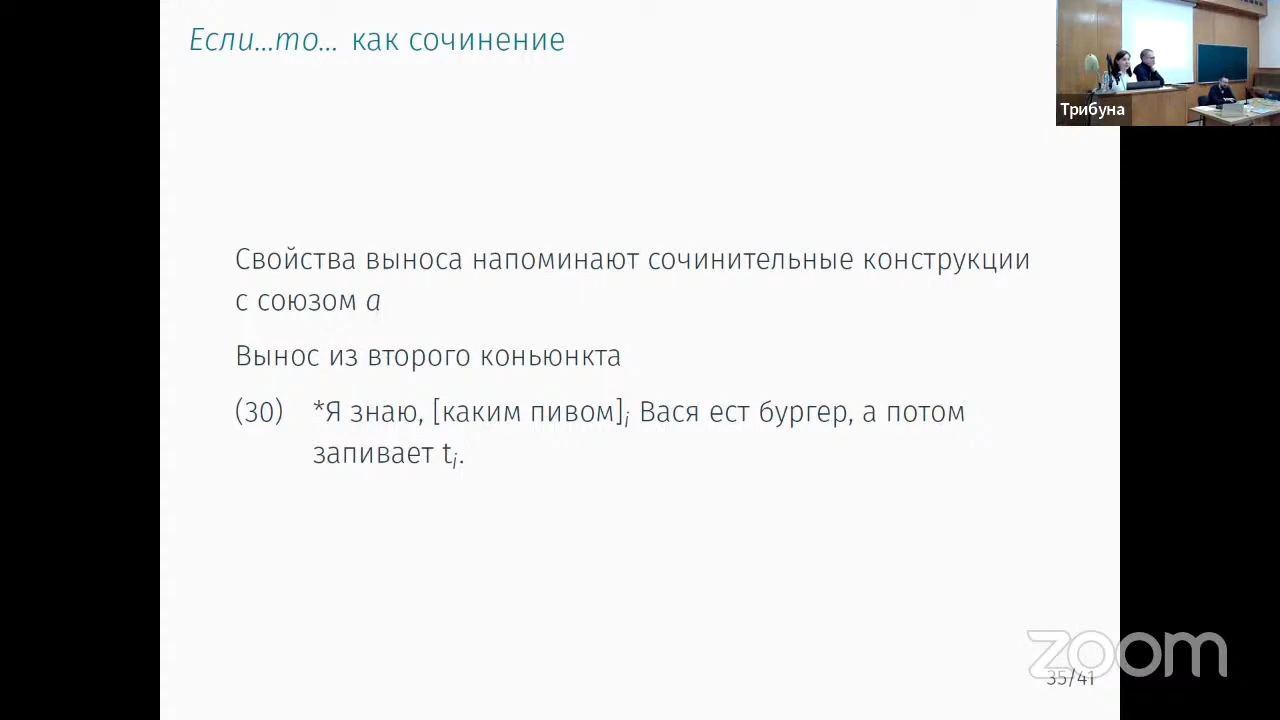 Если...то... как сочинение
Трибуна
Свойства выноса напоминают сочинительные конструкции
с союзом а
Вынос из второго коньюнкта
(30) *Я знаю, [каким пивом]i Вася ест бургер, а потом
запивает ti.
zoom
35/41